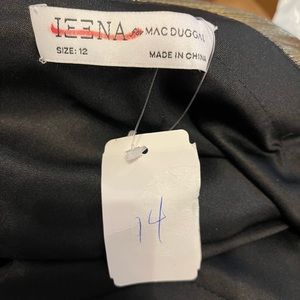 IEENA for MAC DUGGAL
SIZE: 12
MADE IN CHINA
14